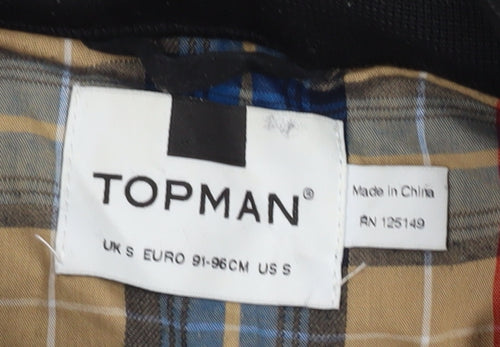 TOPMAN®
UK S EURO 91-96CM US S
Made in China
RN 125149